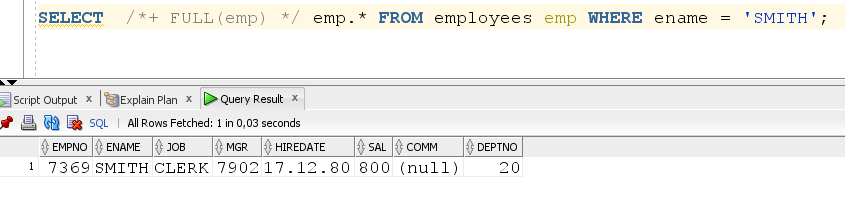 SELECT /*+ FULL(emp) */ emp.* FROM employees emp WHERE ename = 'SMITH';
Script Output x Explain Plan x Query Result x
SQL | All Rows Fetched: 1 in 0,03 seconds
EMPNO ENAME JOB MGR HIREDATE SAL COMM DEPTNO
1 7369 SMITH CLERK 7902 17.12.80 800 (null) 20